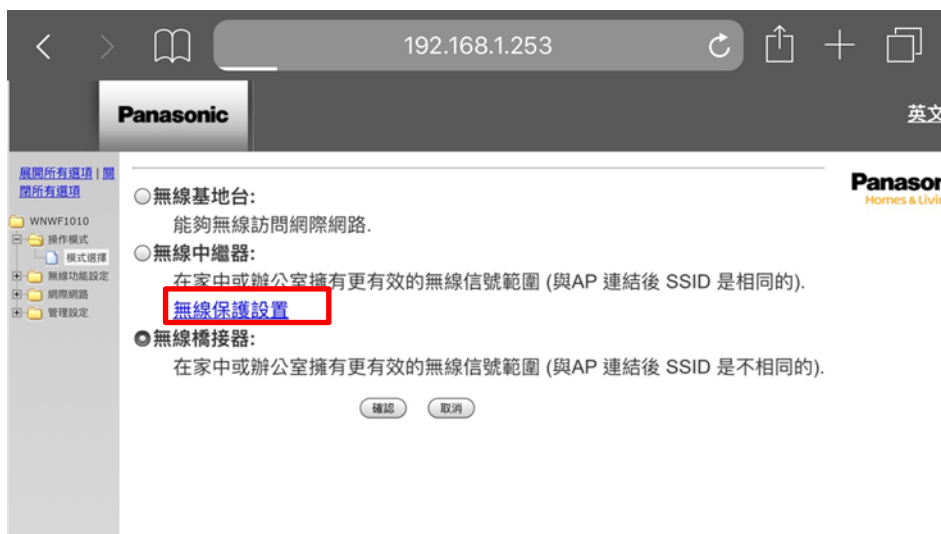 192.168.1.253
Panasonic
英文
展開所有選項 | 關
閉所有選項
WNWF1010
操作模式
模式選擇
無線功能設定
網際網路
管理設定
無線基地台:
能夠無線訪問網際網路.
無線中繼器:
在家中或辦公室擁有更有效的無線信號範圍 (與AP 連結後 SSID 是相同的).
無線保護設置
無線橋接器:
在家中或辦公室擁有更有效的無線信號範圍 (與AP 連結後 SSID 是不相同的).
確認
取消
Panason
Homes & Livin